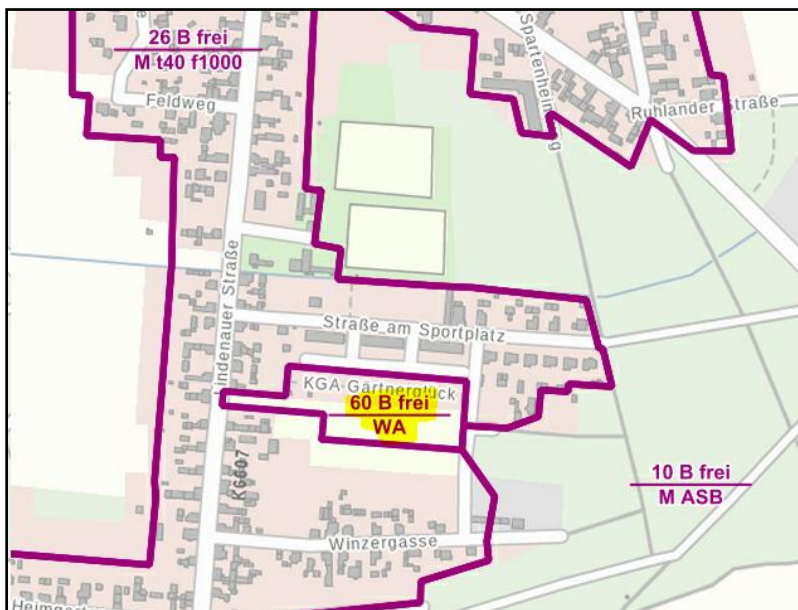 26 B frei
M t40 f1000
Feldweg
Spartenheimweg
Ruhlander Straße
Lindenauer Straße
Straße am Sportplatz
KGA Gärtnerglück
60 B frei
WA
K6607
10 B frei
M ASB
Winzergasse